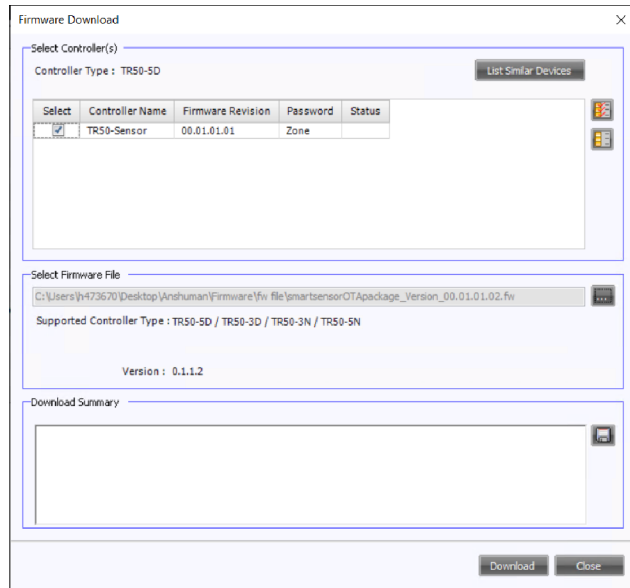 Firmware Download
Select Controller(s)
Controller Type : TR50-5D
List Similar Devices
Select Controller Name Firmware Revision Password Status
TR50-Sensor 00.01.01.01 Zone
Select Firmware File
C:\Users\h473670\Desktop\Anshuman\Firmware\fw file\smartsensorOTApackage_Version_00.01.01.02.fw
Supported Controller Type : TR50-5D / TR50-3D / TR50-3N / TR50-5N
Version : 0.1.1.2
Download Summary
Download Close